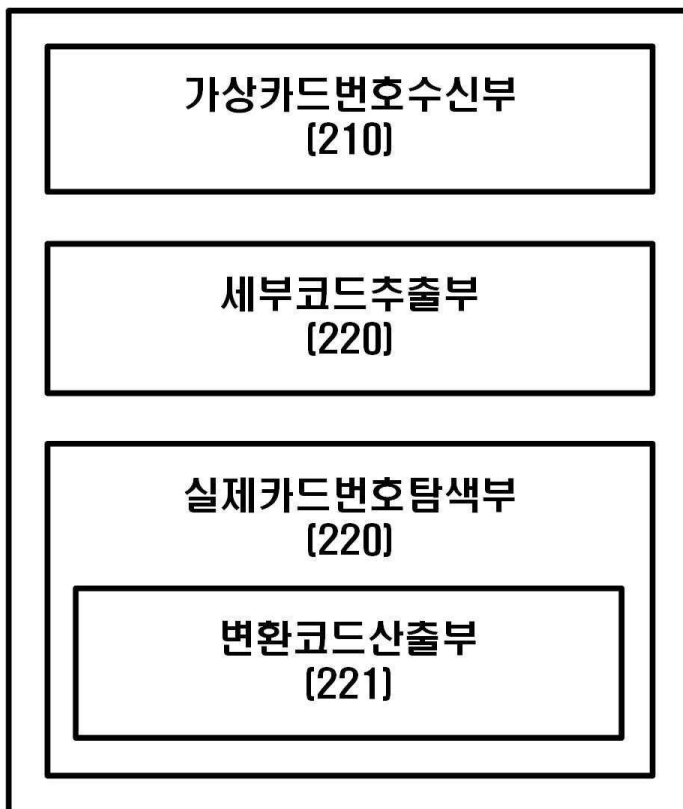 가상카드번호수신부
(210)
세부코드추출부
(220)
실제카드번호탐색부
(220)
변환코드산출부
(221)